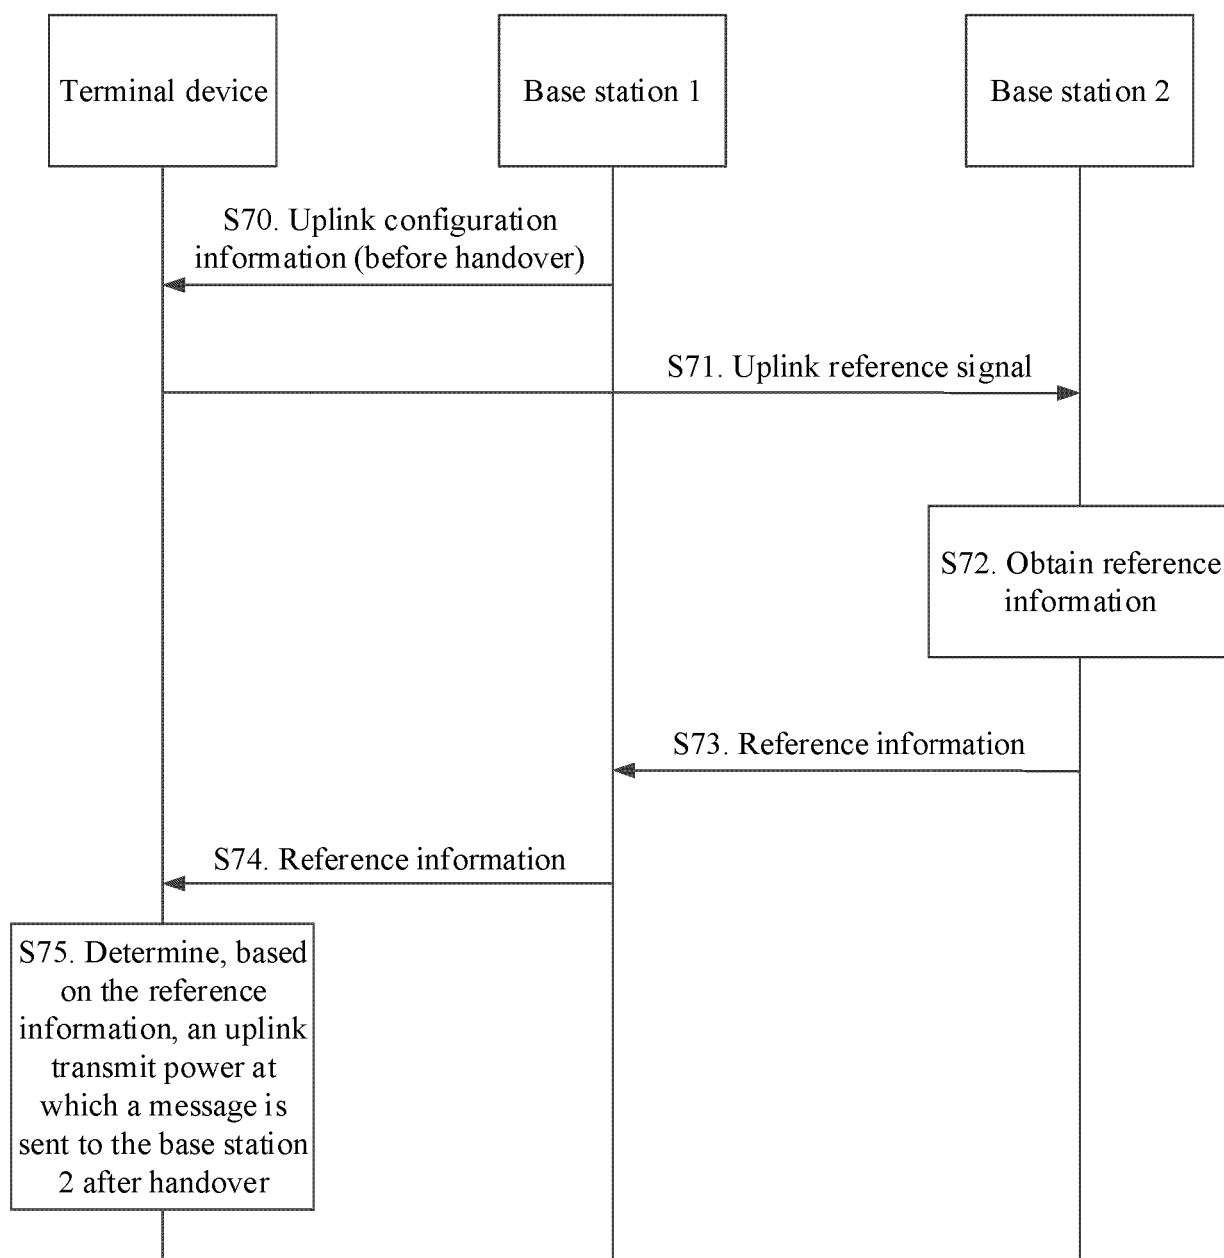 Terminal device
Base station 1
Base station 2
S70. Uplink configuration
information (before handover)
S71. Uplink reference signal
S72. Obtain reference
information
S73. Reference information
S74. Reference information
S75. Determine, based
on the reference
information, an uplink
transmit power at
which a message is
sent to the base station
2 after handover